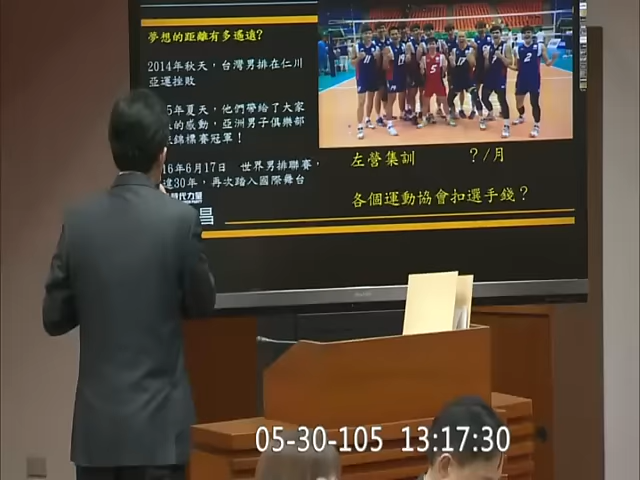 夢想的距離有多遙遠?
2014年秋天，台灣男排在仁川
亞運挫敗
5年夏天，他們帶給了大家
的感動，亞洲男子俱樂部
錦標賽冠軍！
16年6月17日 世界男排聯賽，
30年，再次踏入國際舞台
時代力量
昌
左營集訓 ?/月
各個運動協會扣選手錢？
05-30-105 13:17:30